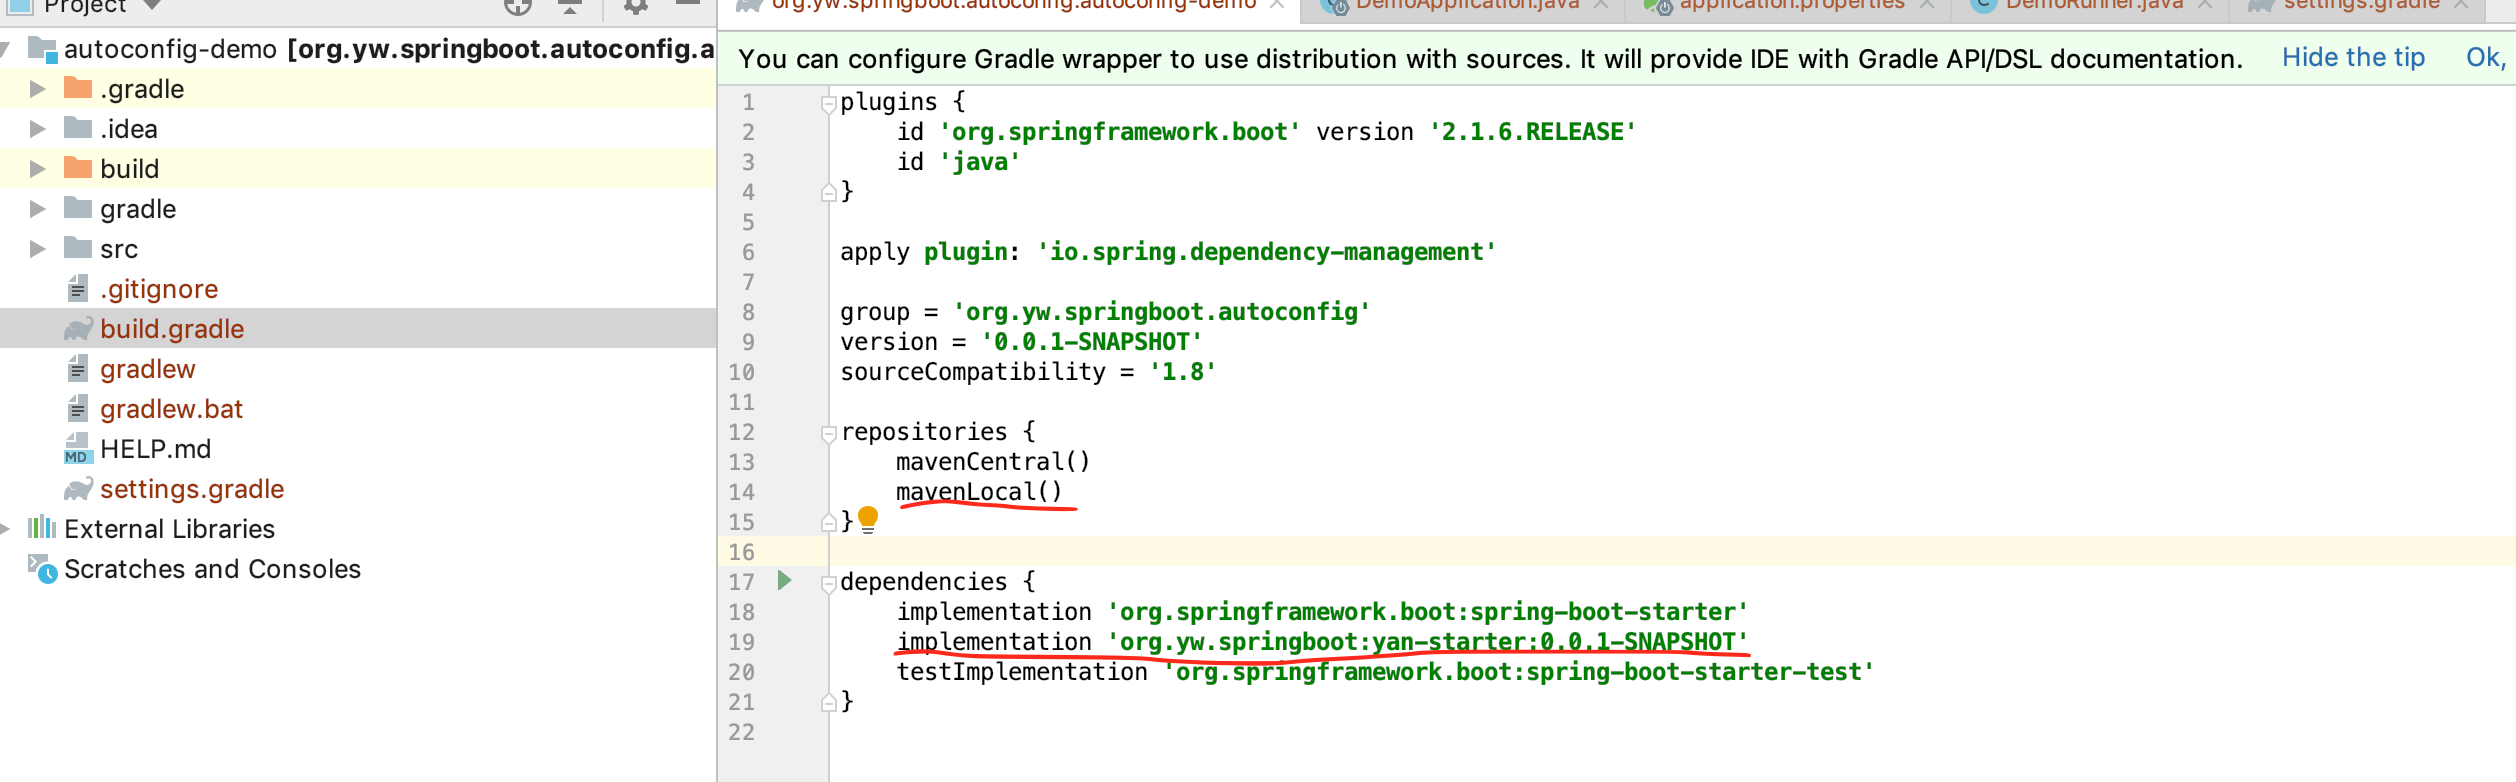 Project
autoconfig-demo [org.yw.springboot.autoconfig.a
.gradle
.idea
build
gradle
src
.gitignore
build.gradle
gradlew
gradlew.bat
MD HELP.md
settings.gradle
External Libraries
Scratches and Consoles
org.yw.springboot.autoconfig:autoconfig-demo
DemoApplication.java
application.properties
DemoRunner.java
settings.gradle
You can configure Gradle wrapper to use distribution with sources. It will provide IDE with Gradle API/DSL documentation. Hide the tip Ok,
1 plugins {
2 id 'org.springframework.boot' version '2.1.6.RELEASE'
3 id 'java'
4 }
5
6 apply plugin: 'io.spring.dependency-management'
7
8 group = 'org.yw.springboot.autoconfig'
9 version = '0.0.1-SNAPSHOT'
10 sourceCompatibility = '1.8'
11
12 repositories {
13 mavenCentral()
14 mavenLocal()
15 }
16
17 dependencies {
18 implementation 'org.springframework.boot:spring-boot-starter'
19 implementation 'org.yw.springboot:yan-starter:0.0.1-SNAPSHOT'
20 testImplementation 'org.springframework.boot:spring-boot-starter-test'
21 }
22